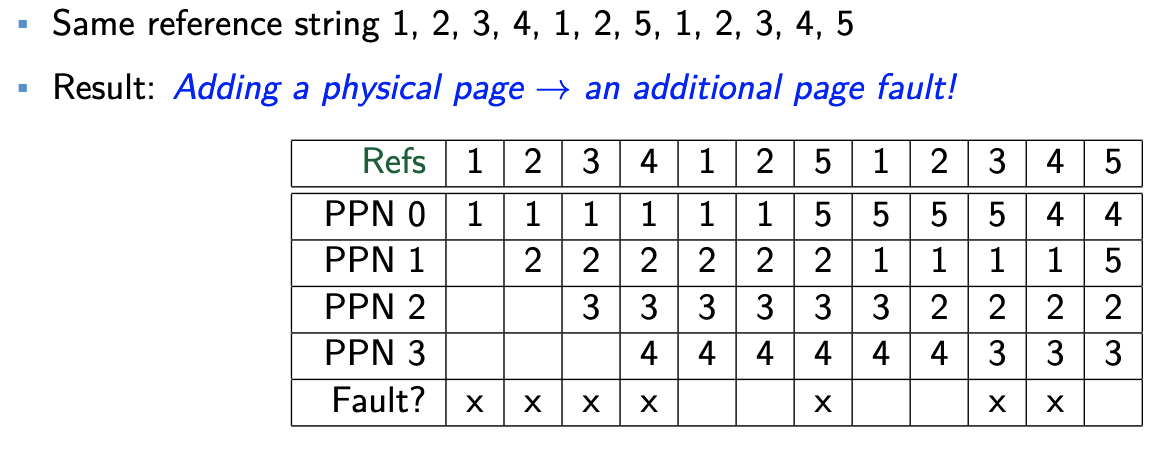 Same reference string 1, 2, 3, 4, 1, 2, 5, 1, 2, 3, 4, 5
Result: Adding a physical page → an additional page fault!
Refs 1 2 3 4 1 2 5 1 2 3 4 5
PPN 0 1 1 1 1 1 1 5 5 5 5 4 4
PPN 1 2 2 2 2 2 2 1 1 1 1 5
PPN 2 3 3 3 3 3 3 2 2 2 2
PPN 3 4 4 4 4 4 4 3 3 3
Fault? x x x x x x x